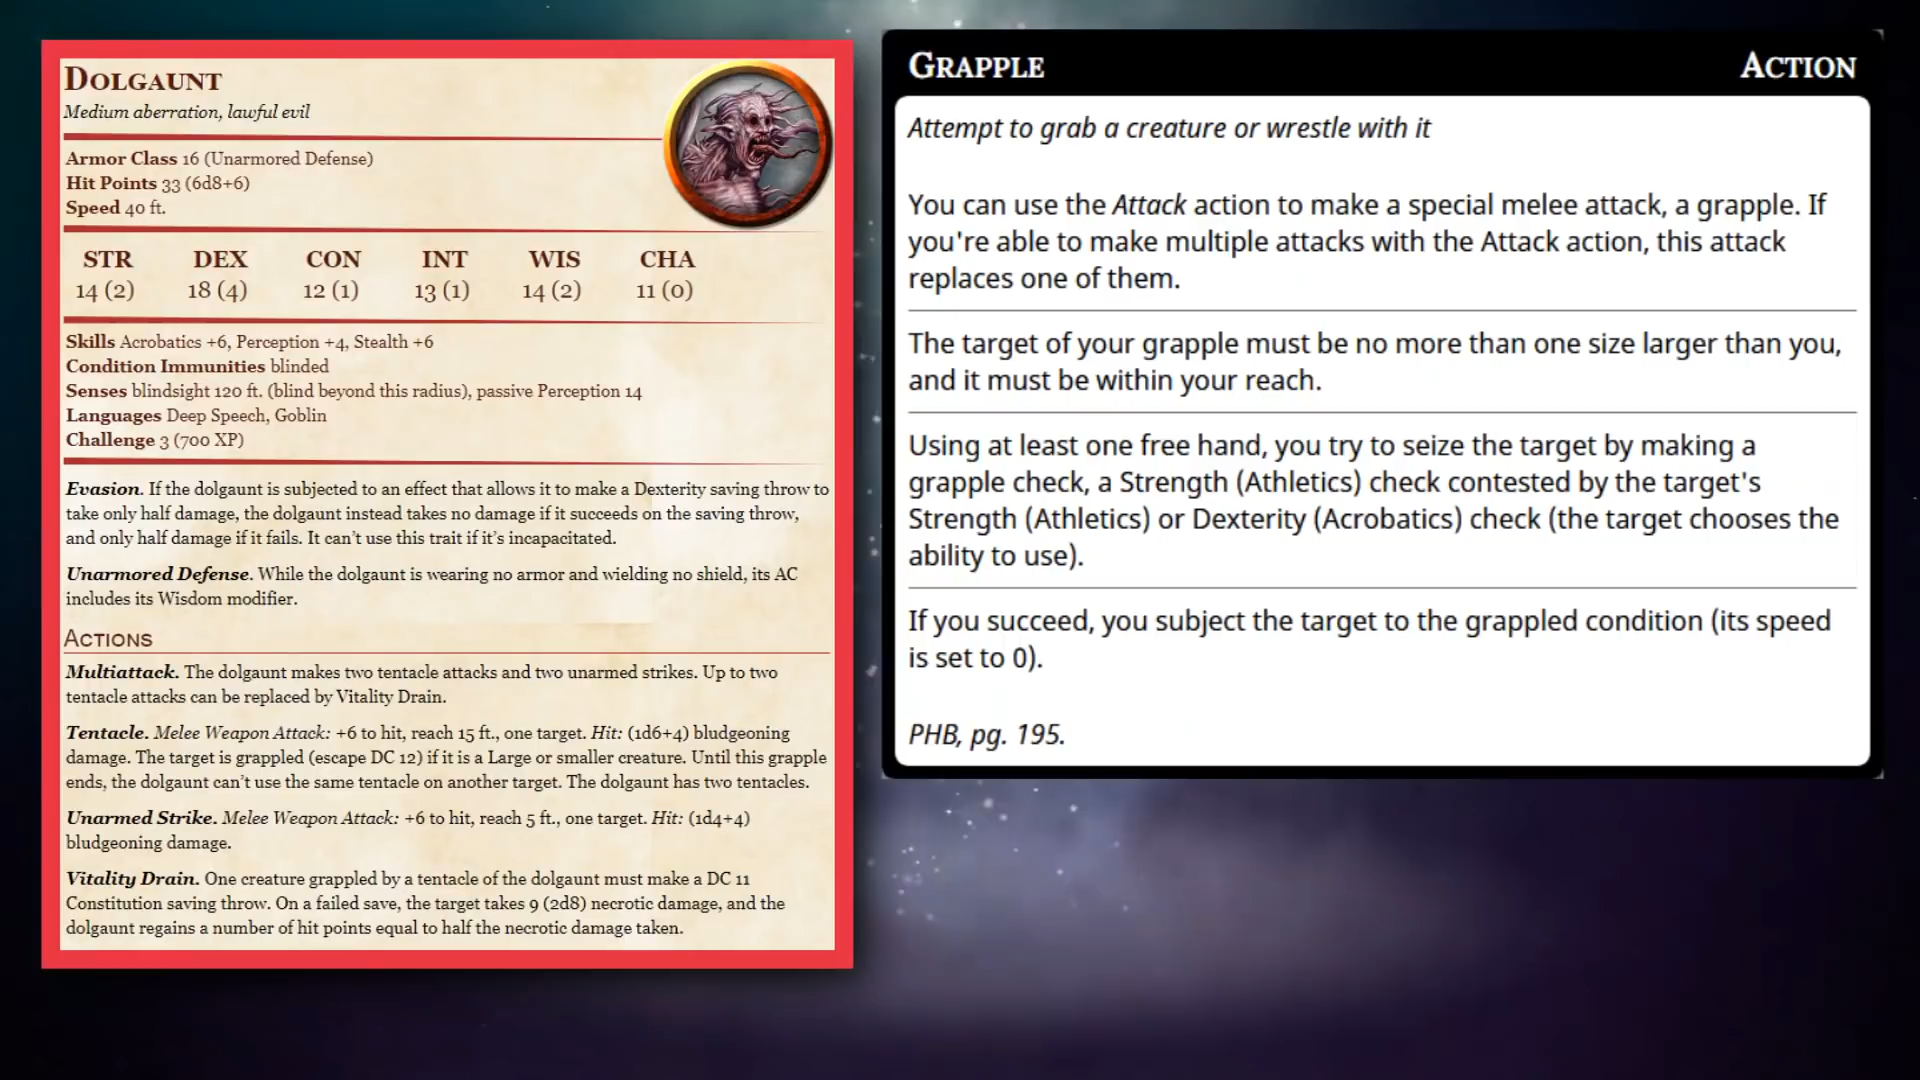 DOLGAUNT
Medium aberration, lawful evil
Armor Class 16 (Unarmored Defense)
Hit Points 33 (6d8+6)
Speed 40 ft.
STR DEX CON INT WIS CHA
14 (2) 18 (4) 12 (1) 13 (1) 14 (2) 11 (0)
Skills Acrobatics +6, Perception +4, Stealth +6
Condition Immunities blinded
Senses blindsight 120 ft. (blind beyond this radius), passive Perception 14
Languages Deep Speech, Goblin
Challenge 3 (700 XP)
Evasion. If the dolgaunt is subjected to an effect that allows it to make a Dexterity saving throw to
take only half damage, the dolgaunt instead takes no damage if it succeeds on the saving throw,
and only half damage if it fails. It can't use this trait if it's incapacitated.
Unarmored Defense. While the dolgaunt is wearing no armor and wielding no shield, its AC
includes its Wisdom modifier.
ACTIONS
Multiattack. The dolgaunt makes two tentacle attacks and two unarmed strikes. Up to two
tentacle attacks can be replaced by Vitality Drain.
Tentacle. Melee Weapon Attack: +6 to hit, reach 15 ft., one target. Hit: (1d6+4) bludgeoning
damage. The target is grappled (escape DC 12) if it is a Large or smaller creature. Until this grapple
ends, the dolgaunt can't use the same tentacle on another target. The dolgaunt has two tentacles.
Unarmed Strike. Melee Weapon Attack: +6 to hit, reach 5 ft., one target. Hit: (1d4+4)
bludgeoning damage.
Vitality Drain. One creature grappled by a tentacle of the dolgaunt must make a DC 11
Constitution saving throw. On a failed save, the target takes 9 (2d8) necrotic damage, and the
dolgaunt regains a number of hit points equal to half the necrotic damage taken.
GRAPPLE ACTION
Attempt to grab a creature or wrestle with it
You can use the Attack action to make a special melee attack, a grapple. If
you're able to make multiple attacks with the Attack action, this attack
replaces one of them.
The target of your grapple must be no more than one size larger than you,
and it must be within your reach.
Using at least one free hand, you try to seize the target by making a
grapple check, a Strength (Athletics) check contested by the target's
Strength (Athletics) or Dexterity (Acrobatics) check (the target chooses the
ability to use).
If you succeed, you subject the target to the grappled condition (its speed
is set to 0).
PHB, pg. 195.